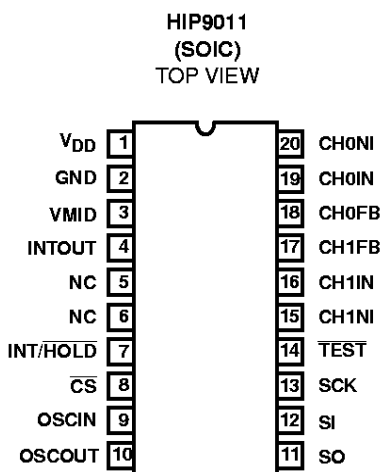 HIP9011
(SOIC)
TOP VIEW
VDD 1 20 CH0NI
GND 2 19 CH0IN
VMID 3 18 CH0FB
INTOUT 4 17 CH1FB
NC 5 16 CH1IN
NC 6 15 CH1NI
INT/HOLD 7 14 TEST
CS 8 13 SCK
OSCIN 9 12 SI
OSCOUT 10 11 SO